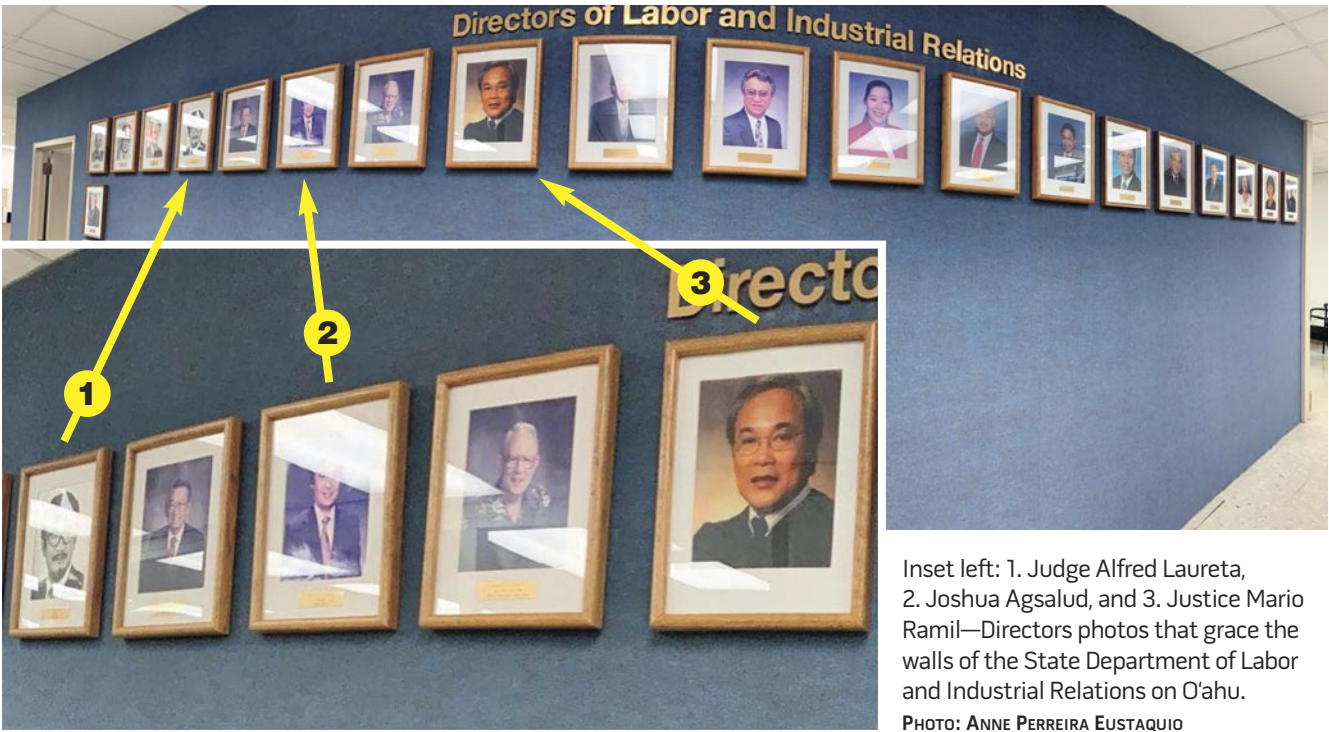 Directors of Labor and Industrial Relations
Directo
1
2
3
Inset left: 1. Judge Alfred Laureta,
2. Joshua Agsalud, and 3. Justice Mario
Ramil—Directors photos that grace the
walls of the State Department of Labor
and Industrial Relations on O‘ahu.
PHOTO: ANNE PERREIRA EUSTAQUIO